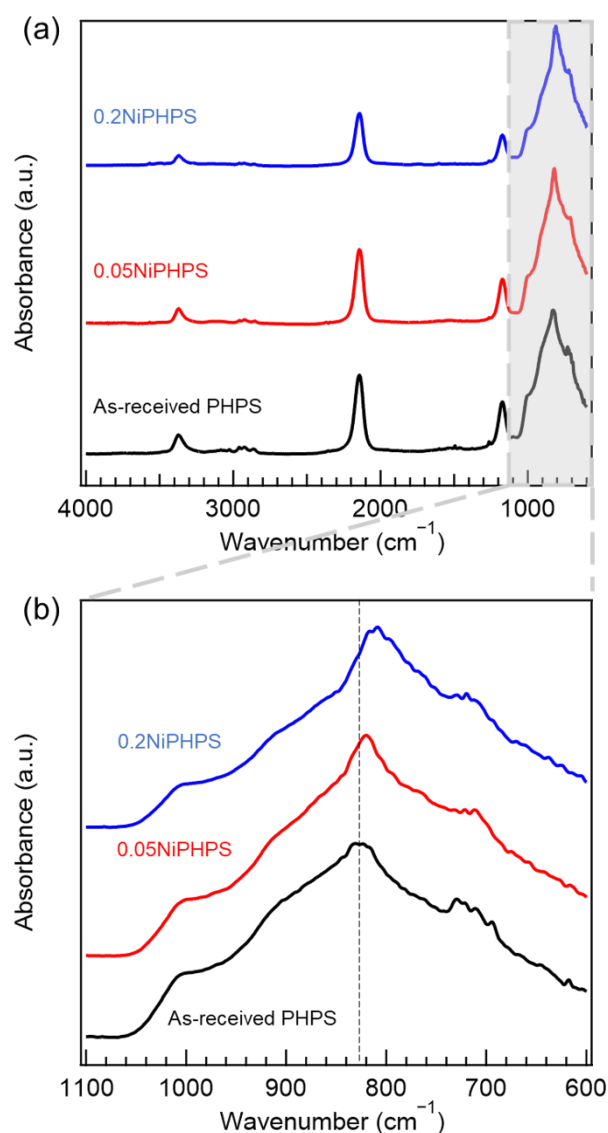 (a)
0.2NiPHPS
0.05NiPHPS
As-received PHPS
Absorbance (a.u.)
4000 3000 2000 1000
Wavenumber (cm⁻¹)
(b)
0.2NiPHPS
0.05NiPHPS
As-received PHPS
Absorbance (a.u.)
1100 1000 900 800 700 600
Wavenumber (cm⁻¹)